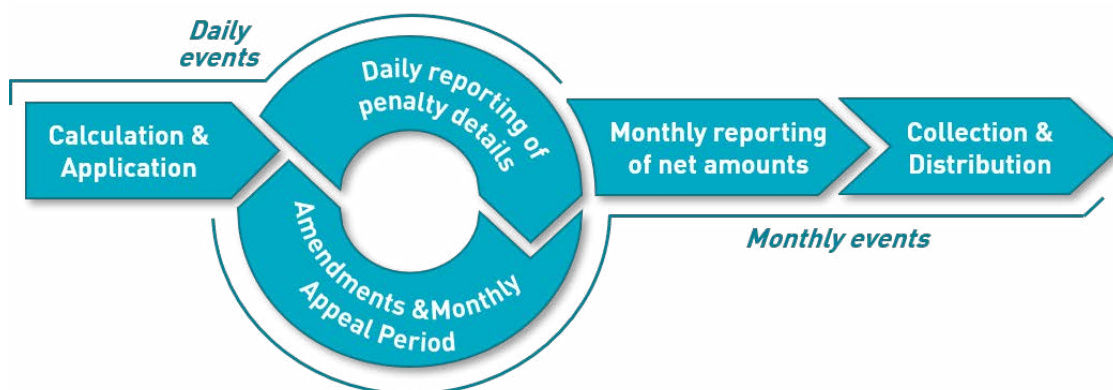 Daily
events
Calculation &
Application
Daily reporting of
penalty details
Amendments &Monthly
Appeal Period
Monthly reporting
of net amounts
Collection &
Distribution
Monthly events